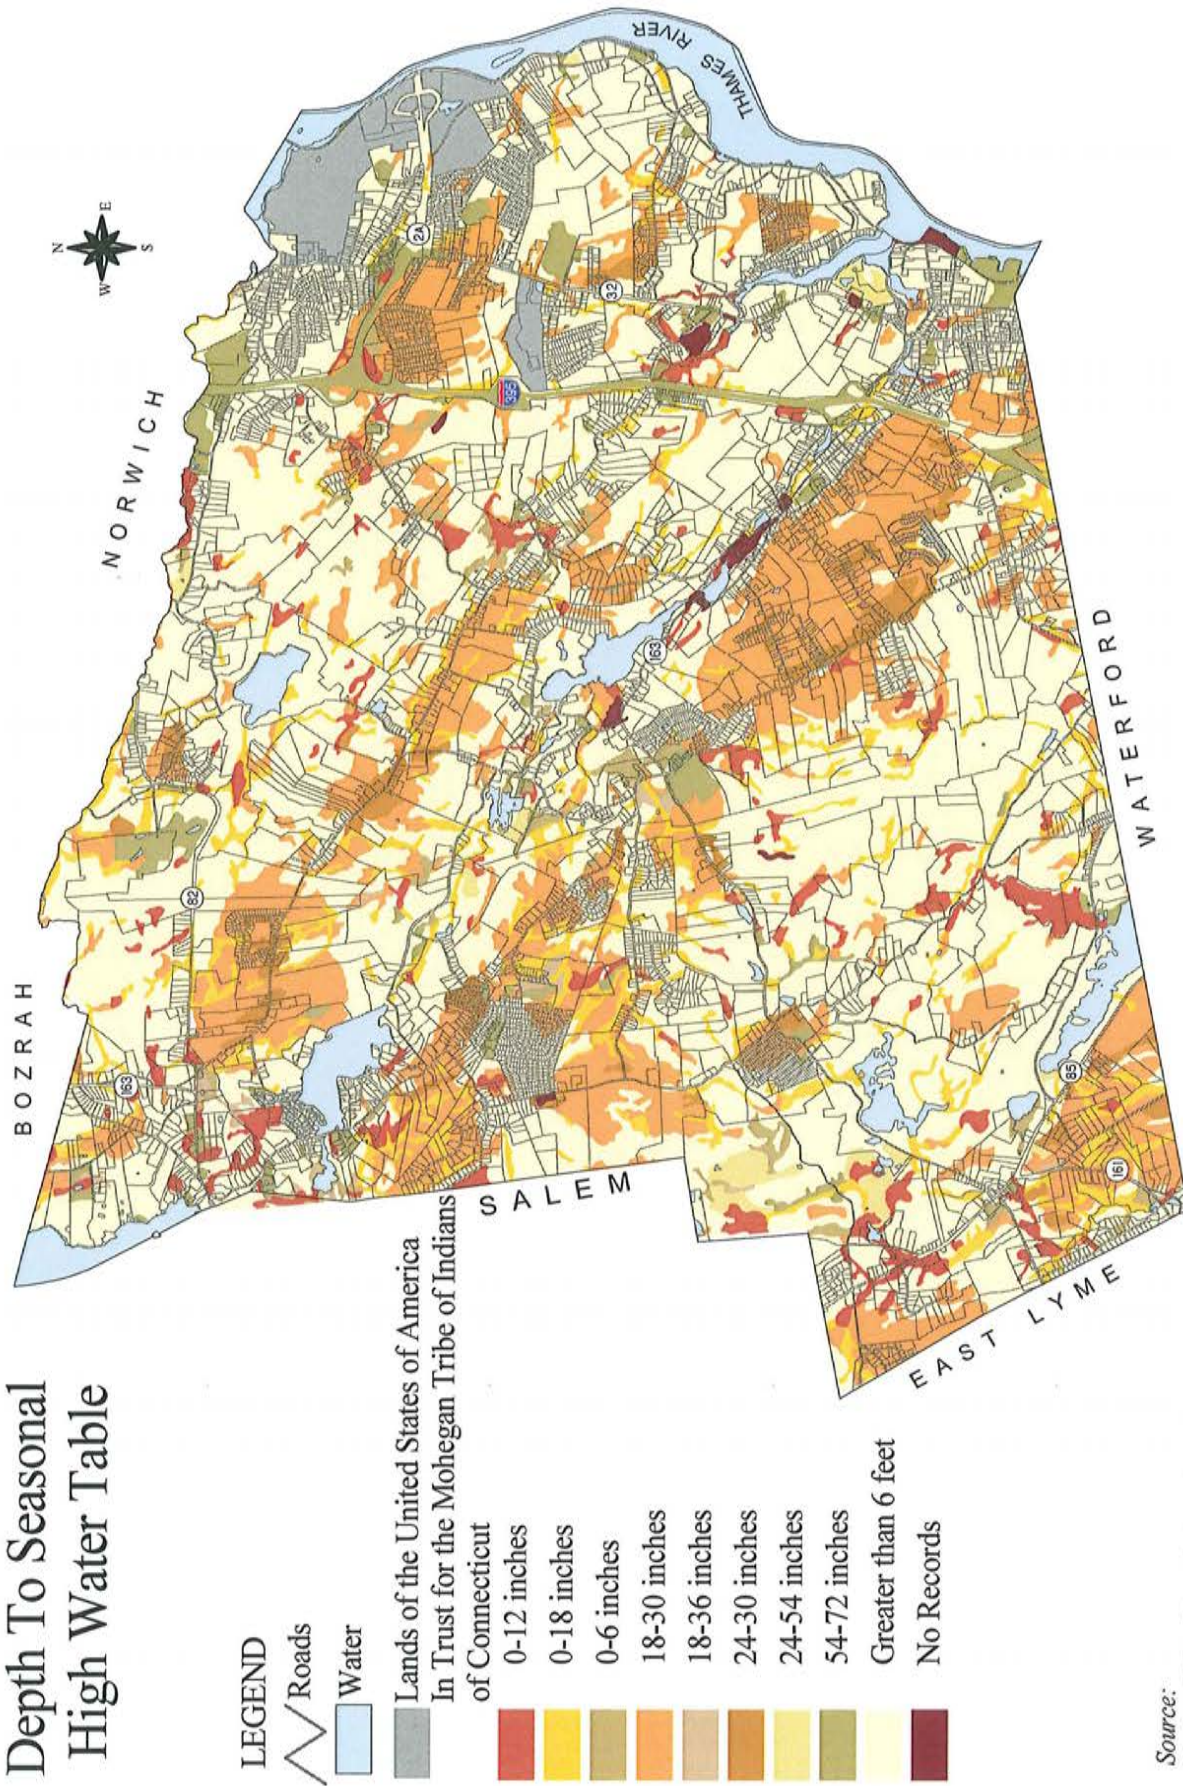 Depth To Seasonal
High Water Table
LEGEND
Roads
Water
Lands of the United States of America
In Trust for the Mohegan Tribe of Indians
of Connecticut
0-12 inches
0-18 inches
0-6 inches
18-30 inches
18-36 inches
24-30 inches
24-54 inches
54-72 inches
Greater than 6 feet
No Records
Source:
BOZRAH
NORWICH
N
W
E
S
THAMES RIVER
SALEM
EAST LYME
WATERFORD
163
82
2A
395
32
163
85
161